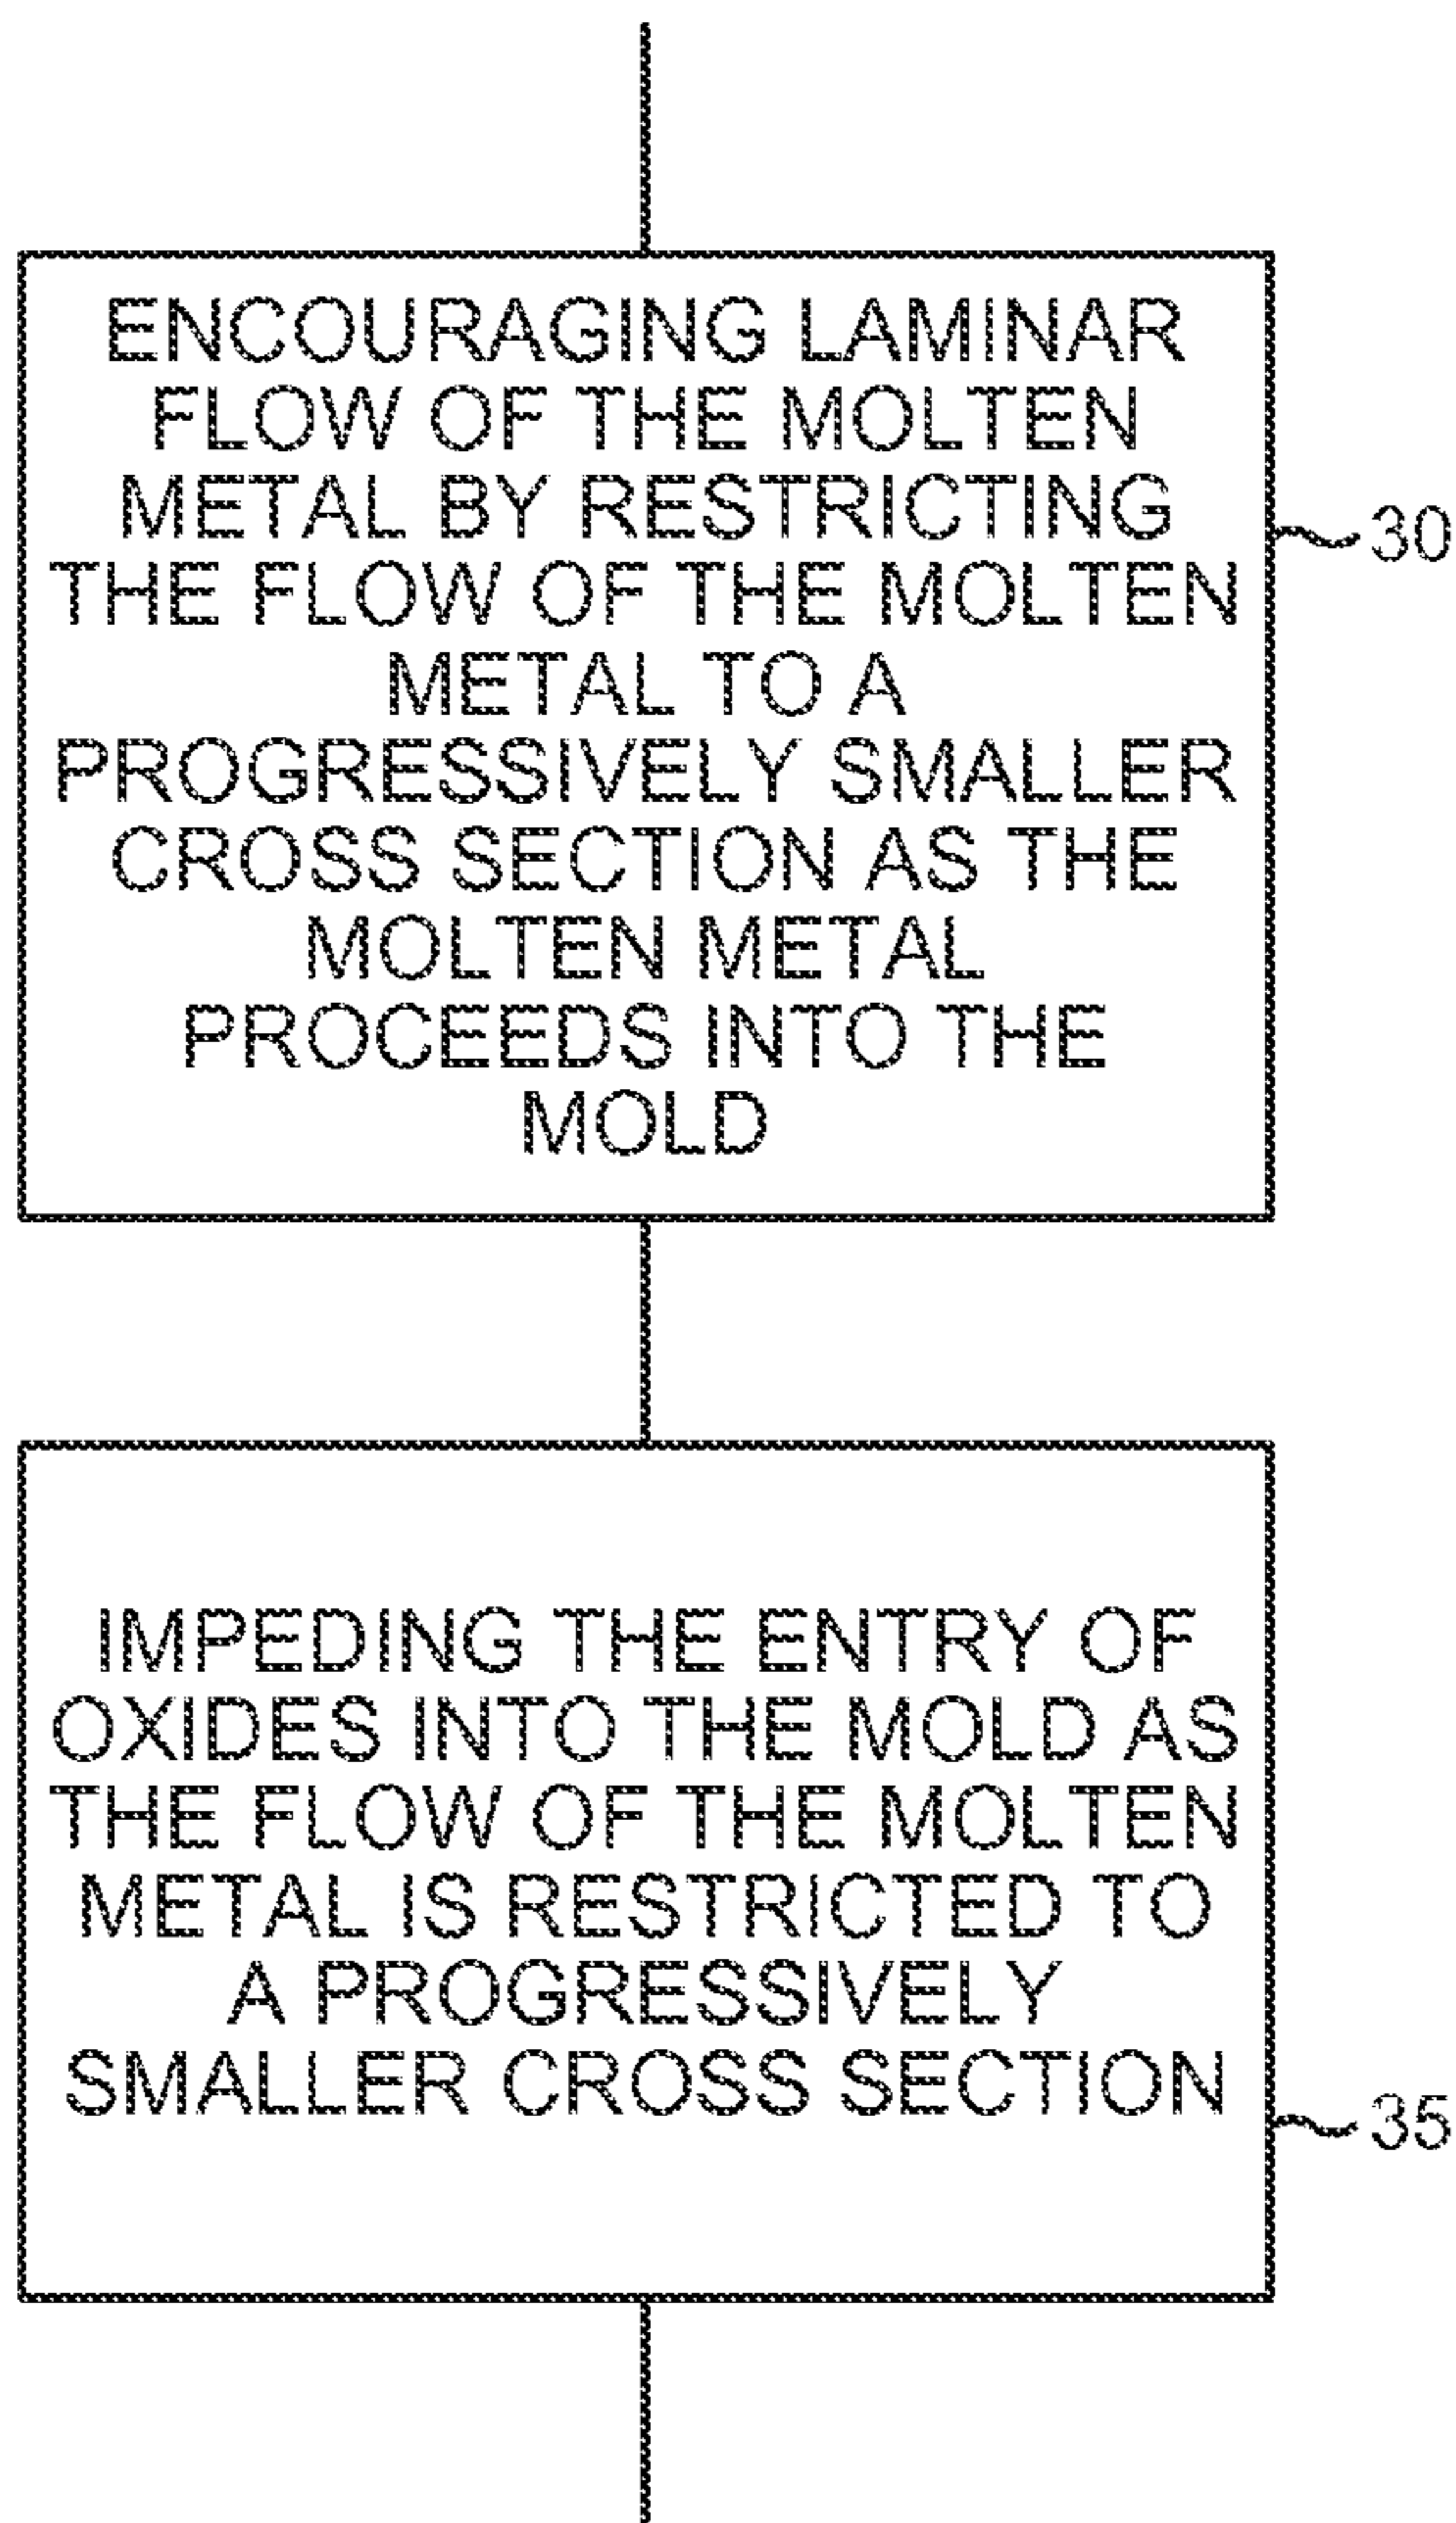 ENCOURAGING LAMINAR
FLOW OF THE MOLTEN
METAL BY RESTRICTING
THE FLOW OF THE MOLTEN
METAL TO A
PROGRESSIVELY SMALLER
CROSS SECTION AS THE
MOLTEN METAL
PROCEEDS INTO THE
MOLD
30
IMPEDING THE ENTRY OF
OXIDES INTO THE MOLD AS
THE FLOW OF THE MOLTEN
METAL IS RESTRICTED TO
A PROGRESSIVELY
SMALLER CROSS SECTION
35